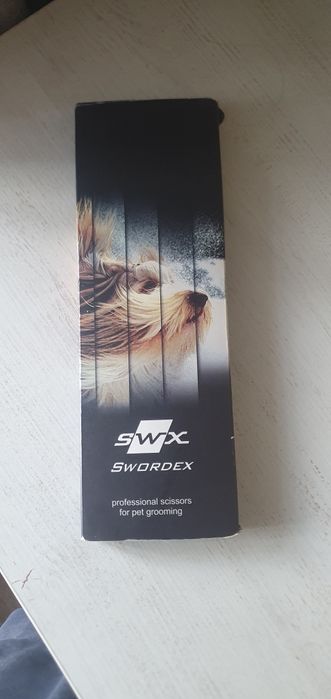 SWX
SWORDEX
professional scissors
for pet grooming